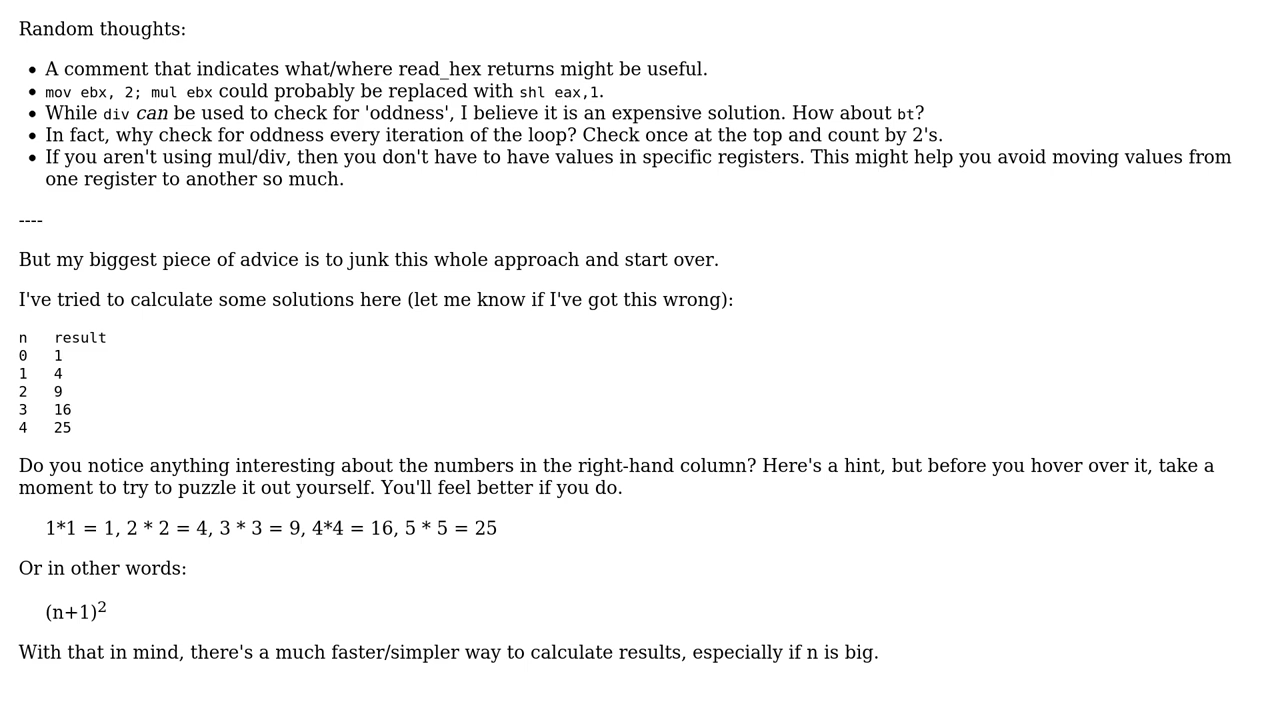 Random thoughts:
• A comment that indicates what/where read_hex returns might be useful.
• mov ebx, 2; mul ebx could probably be replaced with shl eax,1.
• While div can be used to check for 'oddness', I believe it is an expensive solution. How about bt?
• In fact, why check for oddness every iteration of the loop? Check once at the top and count by 2's.
• If you aren't using mul/div, then you don't have to have values in specific registers. This might help you avoid moving values from
one register to another so much.
----
But my biggest piece of advice is to junk this whole approach and start over.
I've tried to calculate some solutions here (let me know if I've got this wrong):
n   result
0   1
1   4
2   9
3   16
4   25
Do you notice anything interesting about the numbers in the right-hand column? Here's a hint, but before you hover over it, take a
moment to try to puzzle it out yourself. You'll feel better if you do.
1*1 = 1, 2 * 2 = 4, 3 * 3 = 9, 4*4 = 16, 5 * 5 = 25
Or in other words:
(n+1)²
With that in mind, there's a much faster/simpler way to calculate results, especially if n is big.